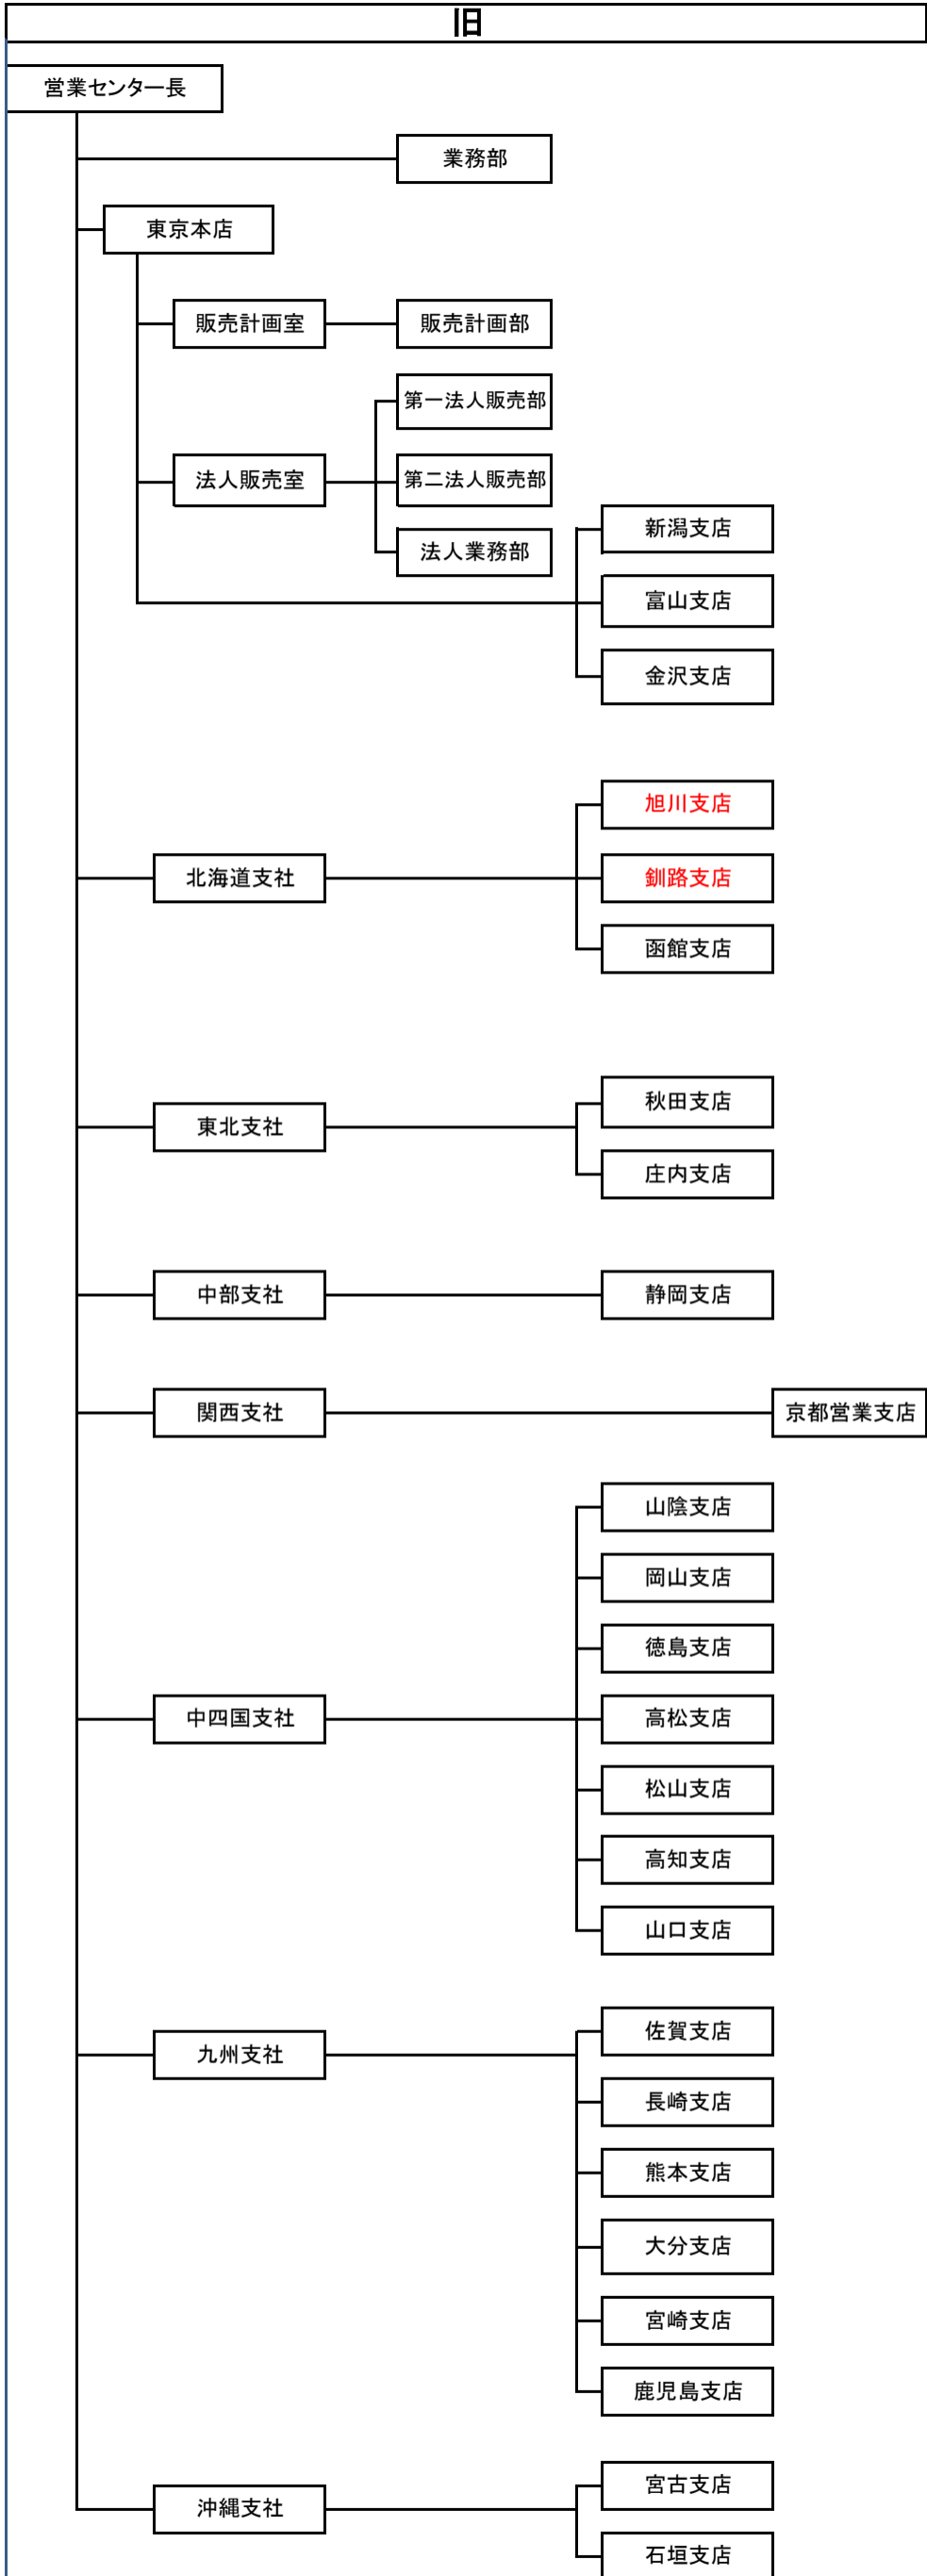 旧
営業センター長
業務部
東京本店
販売計画室
販売計画部
第一法人販売部
法人販売室
第二法人販売部
法人業務部
新潟支店
富山支店
金沢支店
旭川支店
北海道支社
釧路支店
函館支店
秋田支店
東北支社
庄内支店
中部支社
静岡支店
関西支社
京都営業支店
山陰支店
岡山支店
徳島支店
中四国支社
高松支店
松山支店
高知支店
山口支店
佐賀支店
九州支社
長崎支店
熊本支店
大分支店
宮崎支店
鹿児島支店
宮古支店
沖縄支社
石垣支店